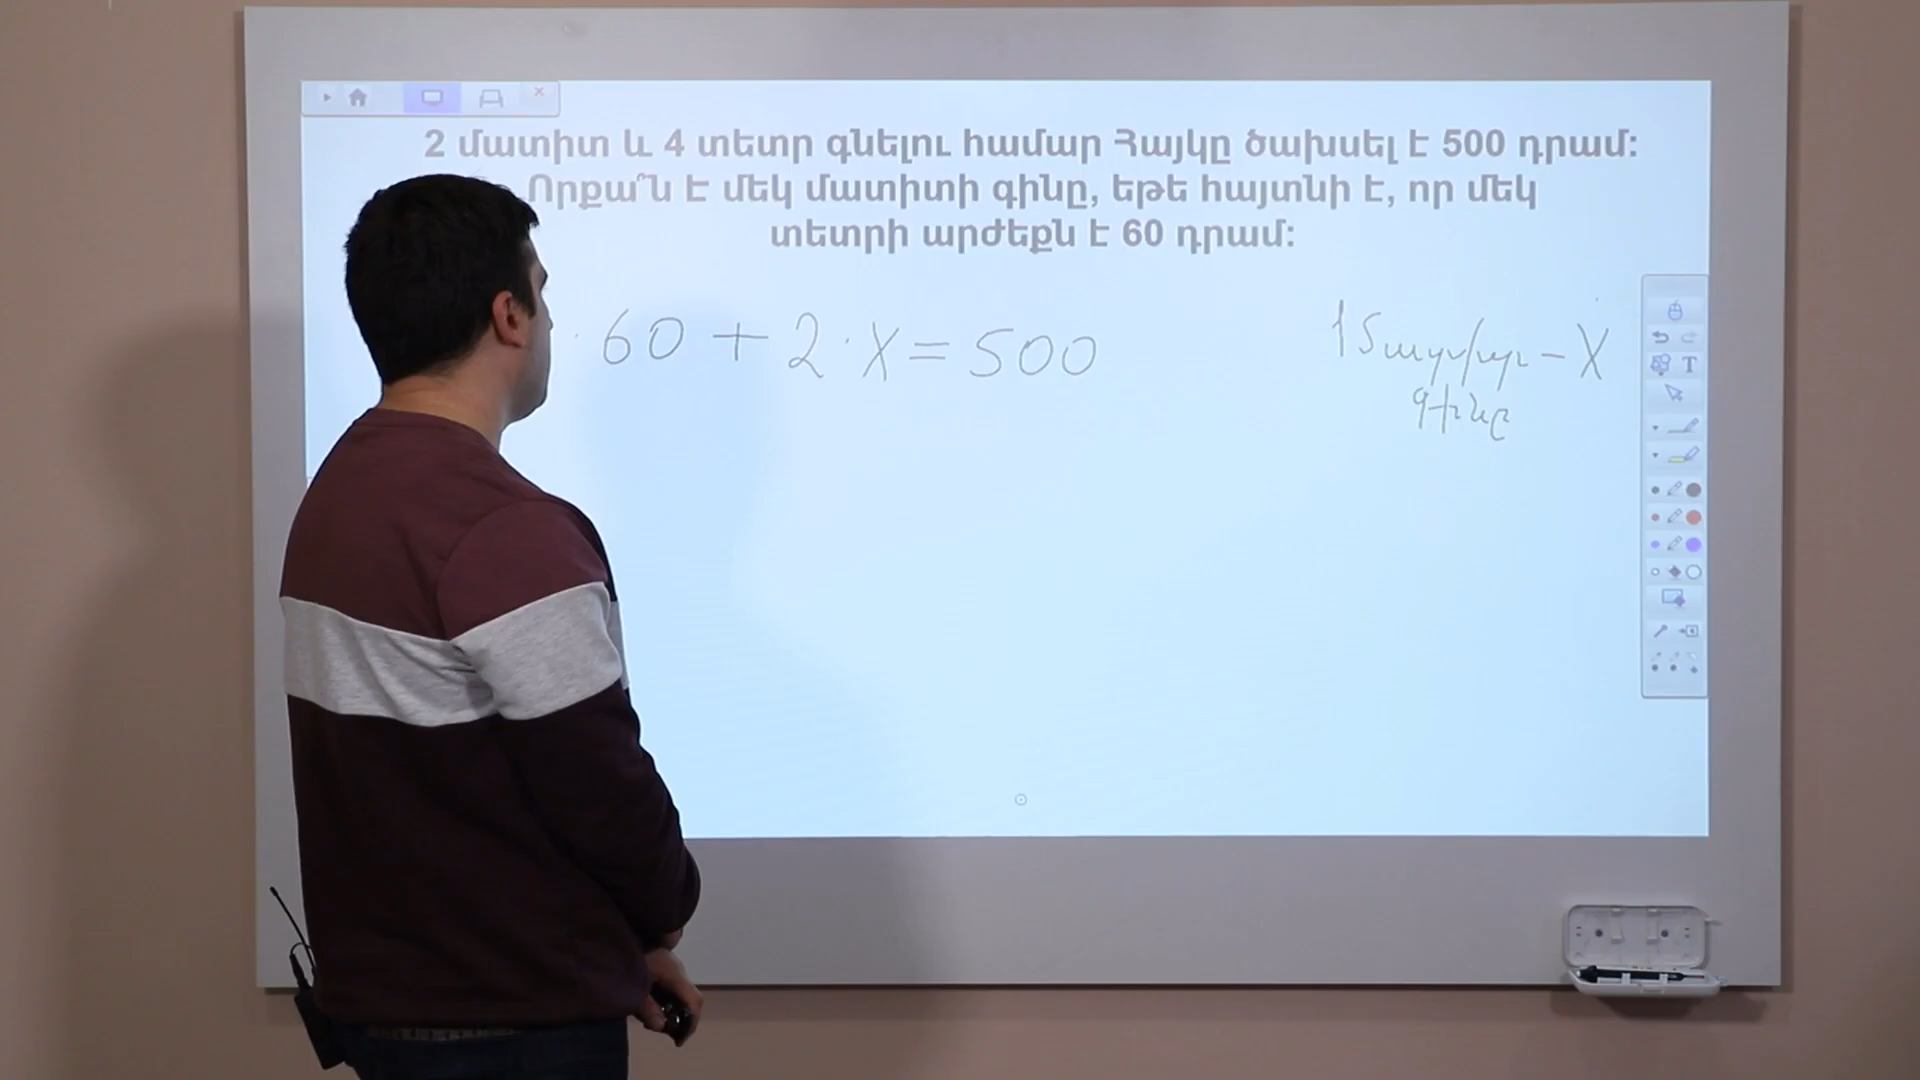 2 մատիտ և 4 տետր գնելու համար Հայկը ծախսել է 500 դրամ:
Որքա՞ն Է մեկ մատիտի գինը, եթե հայտնի է, որ մեկ
տետրի արժեքն է 60 դրամ:
· 60 + 2 · X = 500
1 – X
գինը